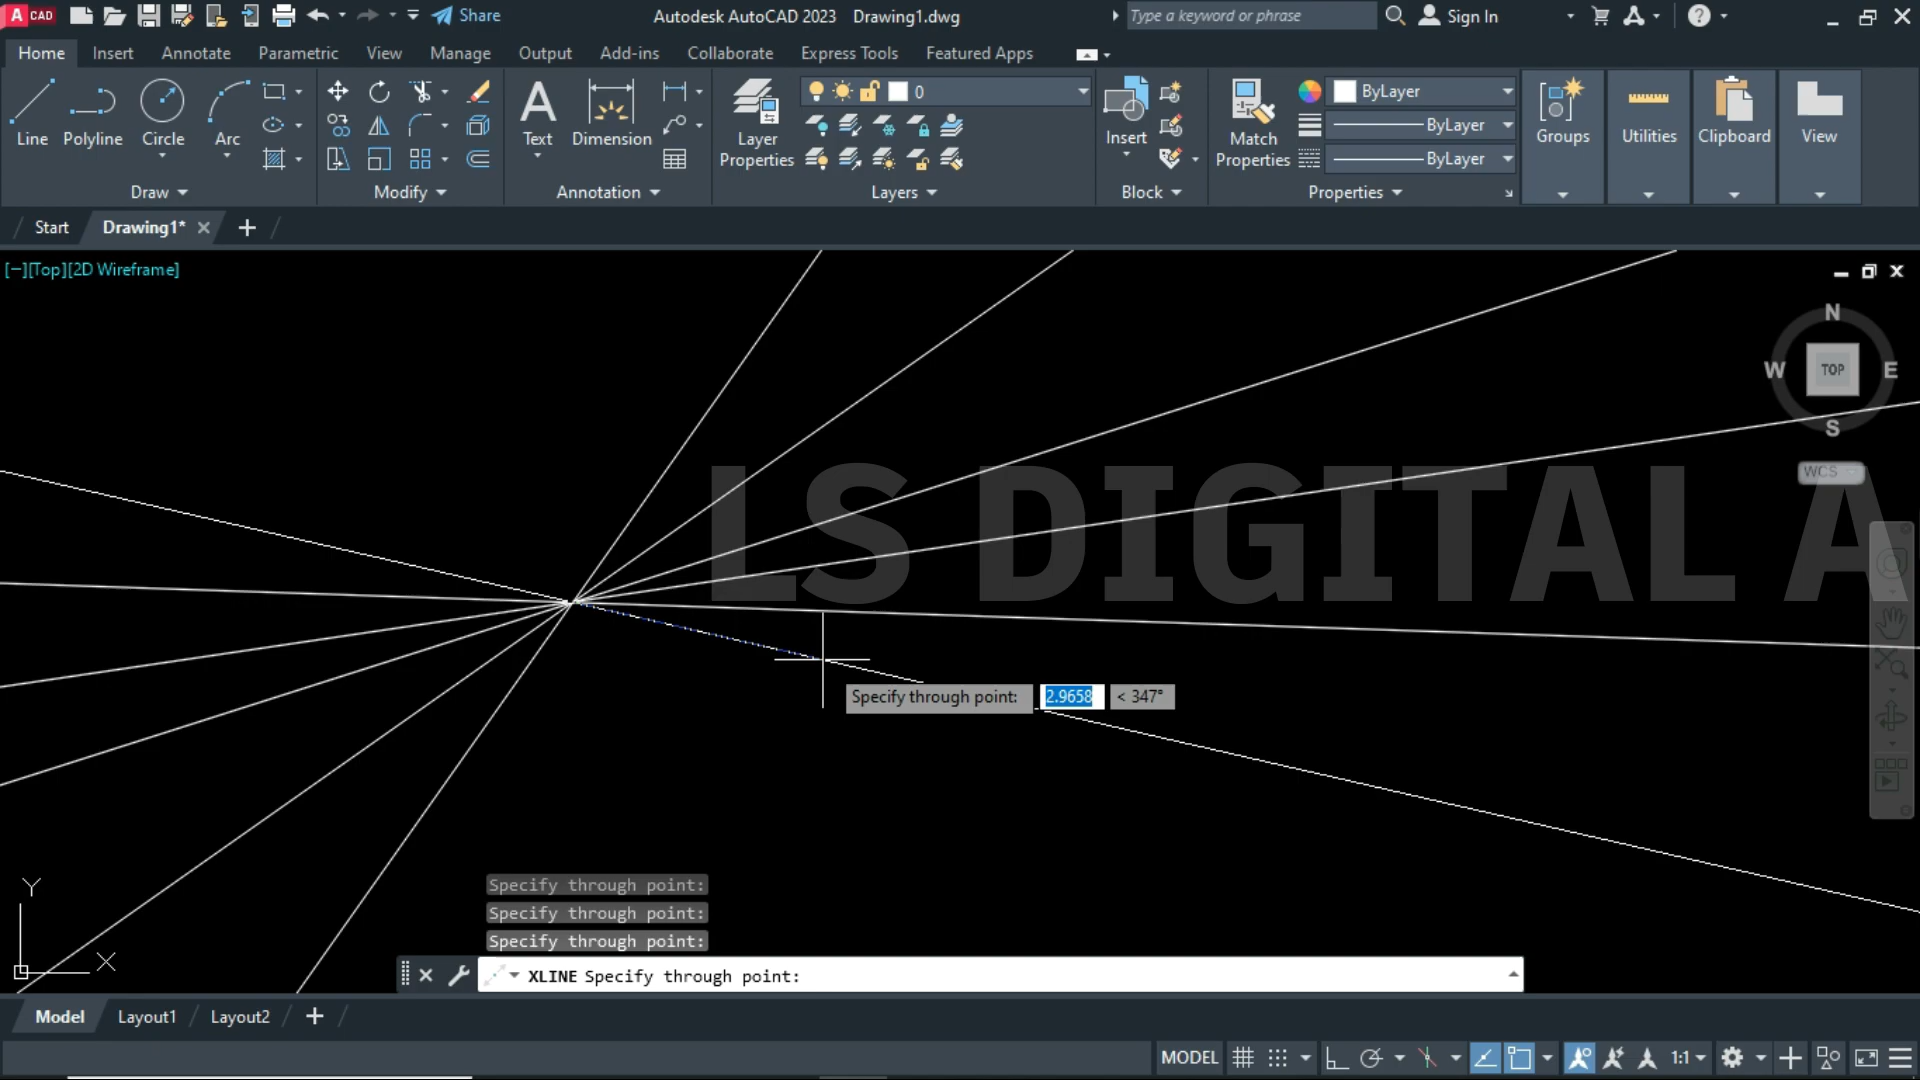 A CAD Share Autodesk AutoCAD 2023 Drawing1.dwg Type a keyword or phrase Sign In
Home Insert Annotate Parametric View Manage Output Add-ins Collaborate Express Tools Featured Apps
0 ByLayer
Line Polyline Circle Arc Text Dimension Layer Properties Insert Match Properties ByLayer Groups Utilities Clipboard View
ByLayer
Draw Modify Annotation Layers Block Properties
Start Drawing1*
[−][Top][2D Wireframe]
N
W TOP E
S
WCS
LS DIGITAL A
Specify through point: 2.9658 < 347°
Specify through point:
Specify through point:
Specify through point:
Y
X
XLINE Specify through point:
Model Layout1 Layout2
MODEL 1:1